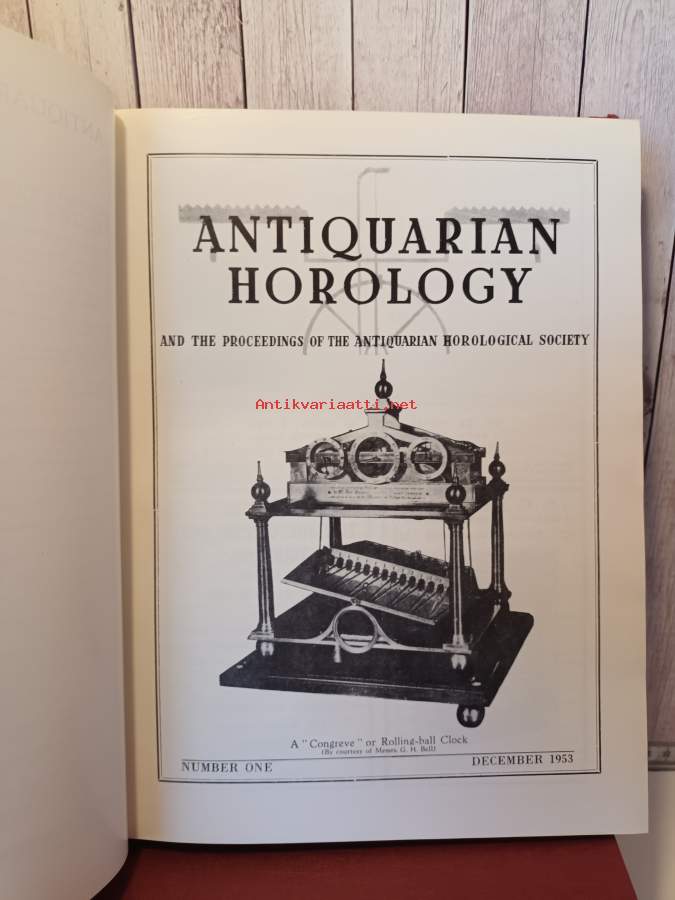 ANTIQUARIAN
HOROLOGY
AND THE PROCEEDINGS OF THE ANTIQUARIAN HOROLOGICAL SOCIETY
Antikvariaatti.net
A "Congreve" or Rolling-ball Clock
(By courtesy of Messrs G. H. Bell)
NUMBER ONE
DECEMBER 1953